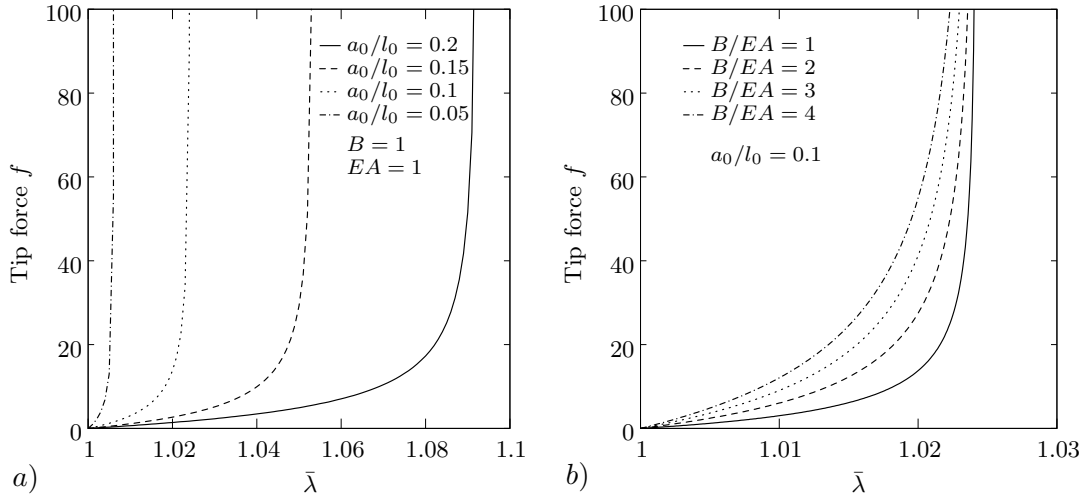 100
80
60
40
20
0
Tip force f
a₀/l₀ = 0.2
a₀/l₀ = 0.15
a₀/l₀ = 0.1
a₀/l₀ = 0.05
B = 1
EA = 1
1 1.02 1.04 1.06 1.08 1.1
λ̄
a)
100
80
60
40
20
0
Tip force f
B/EA = 1
B/EA = 2
B/EA = 3
B/EA = 4
a₀/l₀ = 0.1
1 1.01 1.02 1.03
λ̄
b)